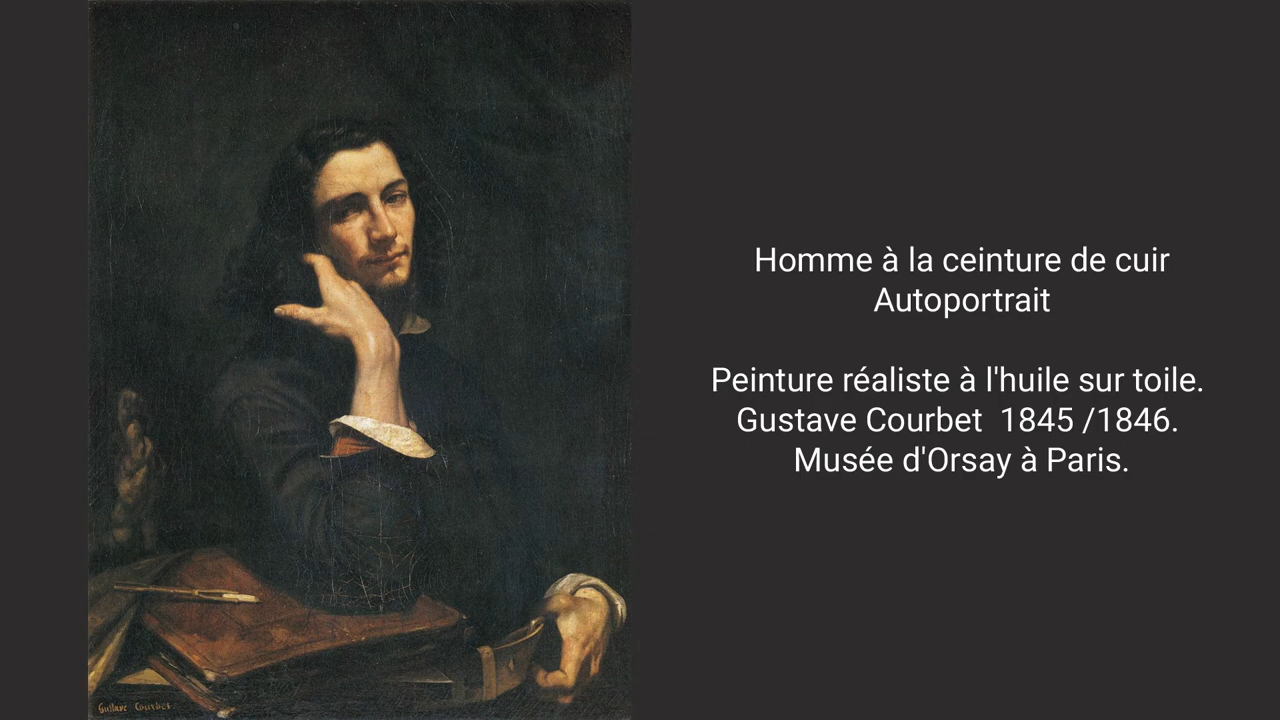 Homme à la ceinture de cuir
Autoportrait
Peinture réaliste à l'huile sur toile.
Gustave Courbet  1845 /1846.
Musée d'Orsay à Paris.
Gustave Courbet